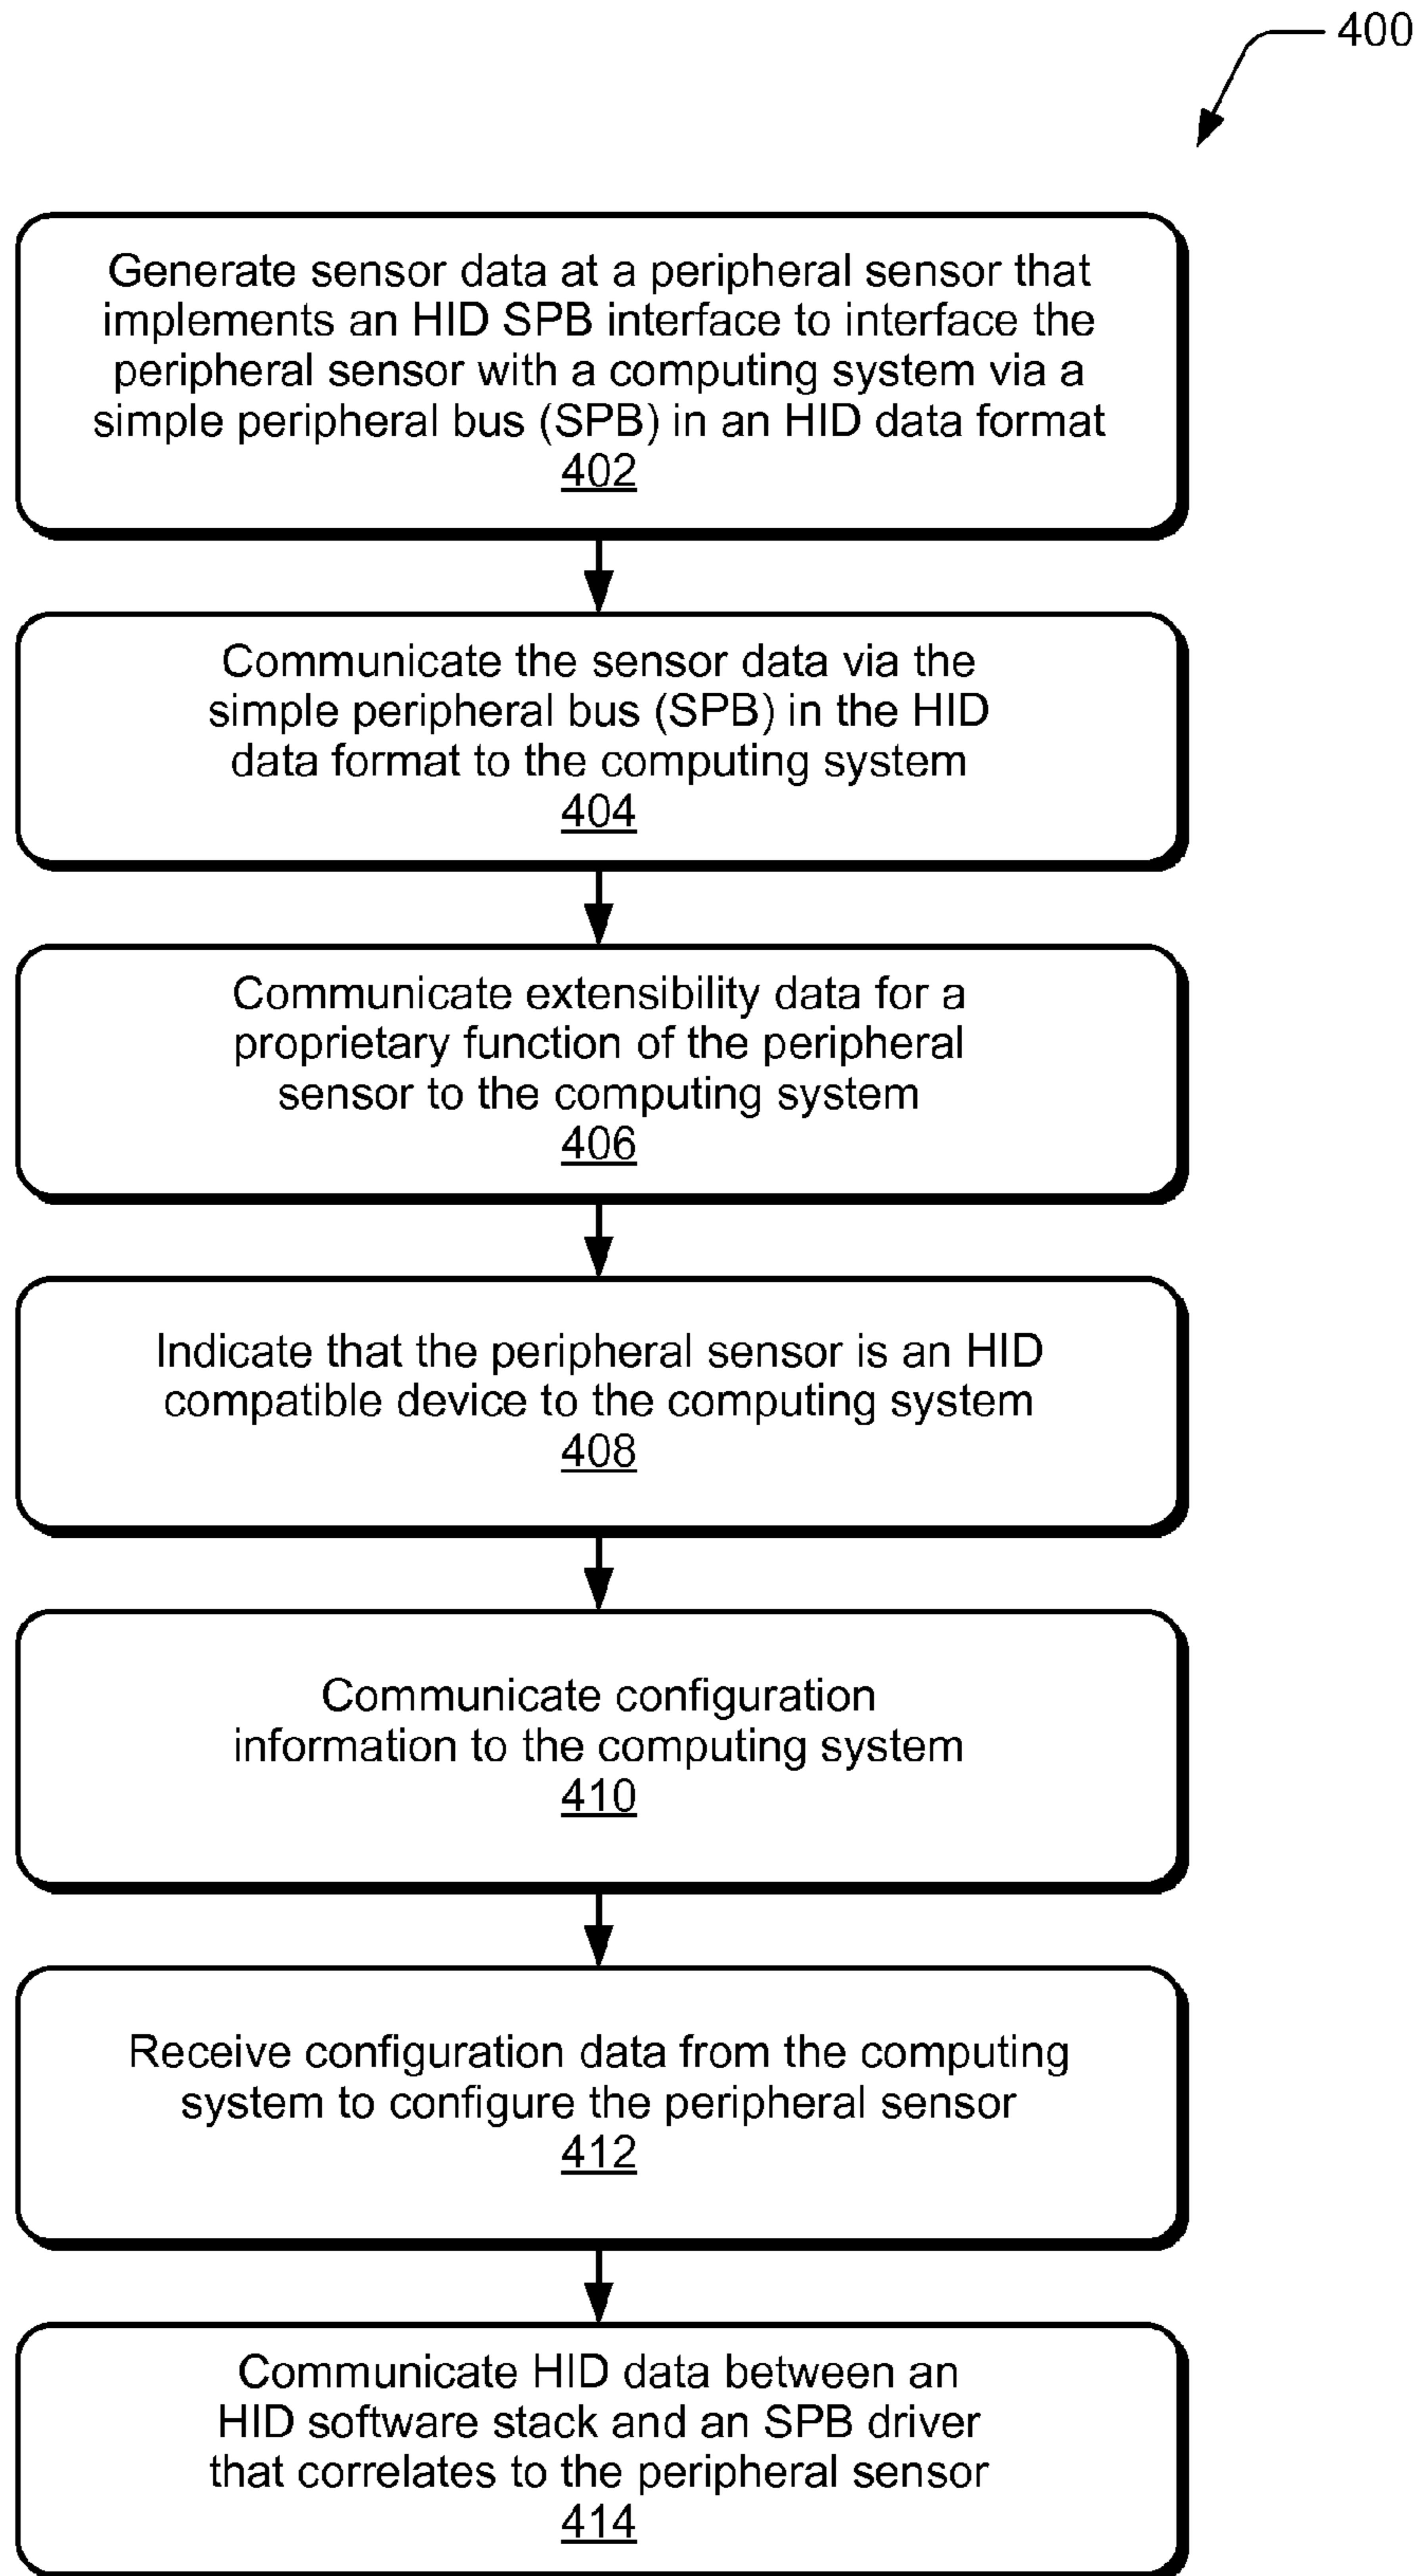 400
Generate sensor data at a peripheral sensor that
implements an HID SPB interface to interface the
peripheral sensor with a computing system via a
simple peripheral bus (SPB) in an HID data format
402
Communicate the sensor data via the
simple peripheral bus (SPB) in the HID
data format to the computing system
404
Communicate extensibility data for a
proprietary function of the peripheral
sensor to the computing system
406
Indicate that the peripheral sensor is an HID
compatible device to the computing system
408
Communicate configuration
information to the computing system
410
Receive configuration data from the computing
system to configure the peripheral sensor
412
Communicate HID data between an
HID software stack and an SPB driver
that correlates to the peripheral sensor
414